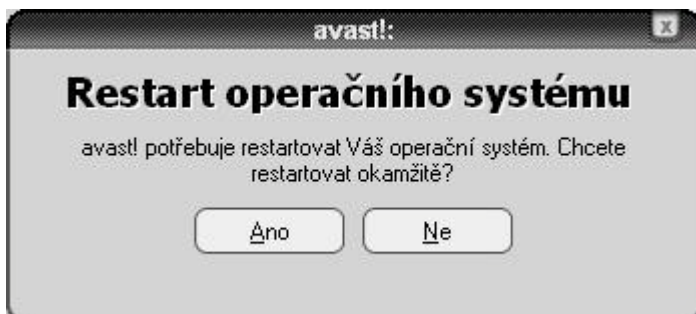 avast!:
x
Restart operačního systému
avast! potřebuje restartovat Váš operační systém. Chcete
restartovat okamžitě?
Ano
Ne